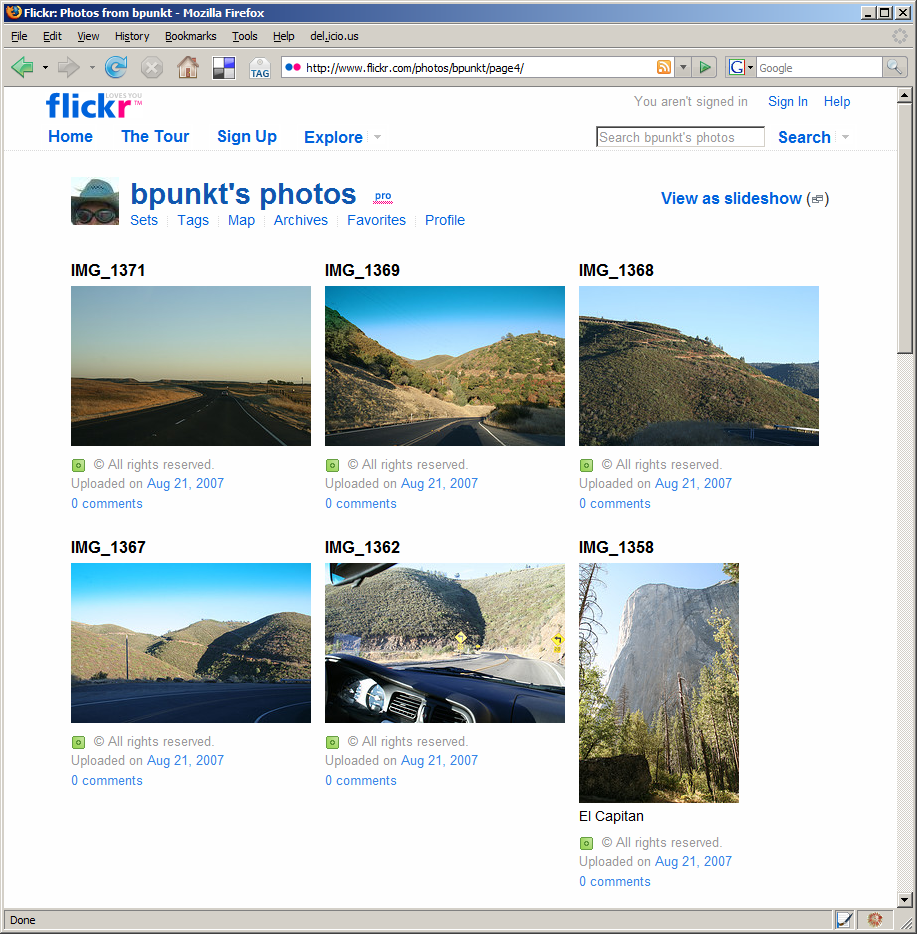 Flickr: Photos from bpunkt - Mozilla Firefox
File Edit View History Bookmarks Tools Help del.icio.us
TAG http://www.flickr.com/photos/bpunkt/page4/ G Google
flickr LOVES YOU ™
You aren't signed in Sign In Help
Home The Tour Sign Up Explore Search bpunkt's photos Search
bpunkt's photos pro
View as slideshow
Sets Tags Map Archives Favorites Profile
IMG_1371 IMG_1369 IMG_1368
© All rights reserved. © All rights reserved. © All rights reserved.
Uploaded on Aug 21, 2007 Uploaded on Aug 21, 2007 Uploaded on Aug 21, 2007
0 comments 0 comments 0 comments
IMG_1367 IMG_1362 IMG_1358
© All rights reserved. © All rights reserved.
Uploaded on Aug 21, 2007 Uploaded on Aug 21, 2007
0 comments 0 comments
El Capitan
© All rights reserved.
Uploaded on Aug 21, 2007
0 comments
Done